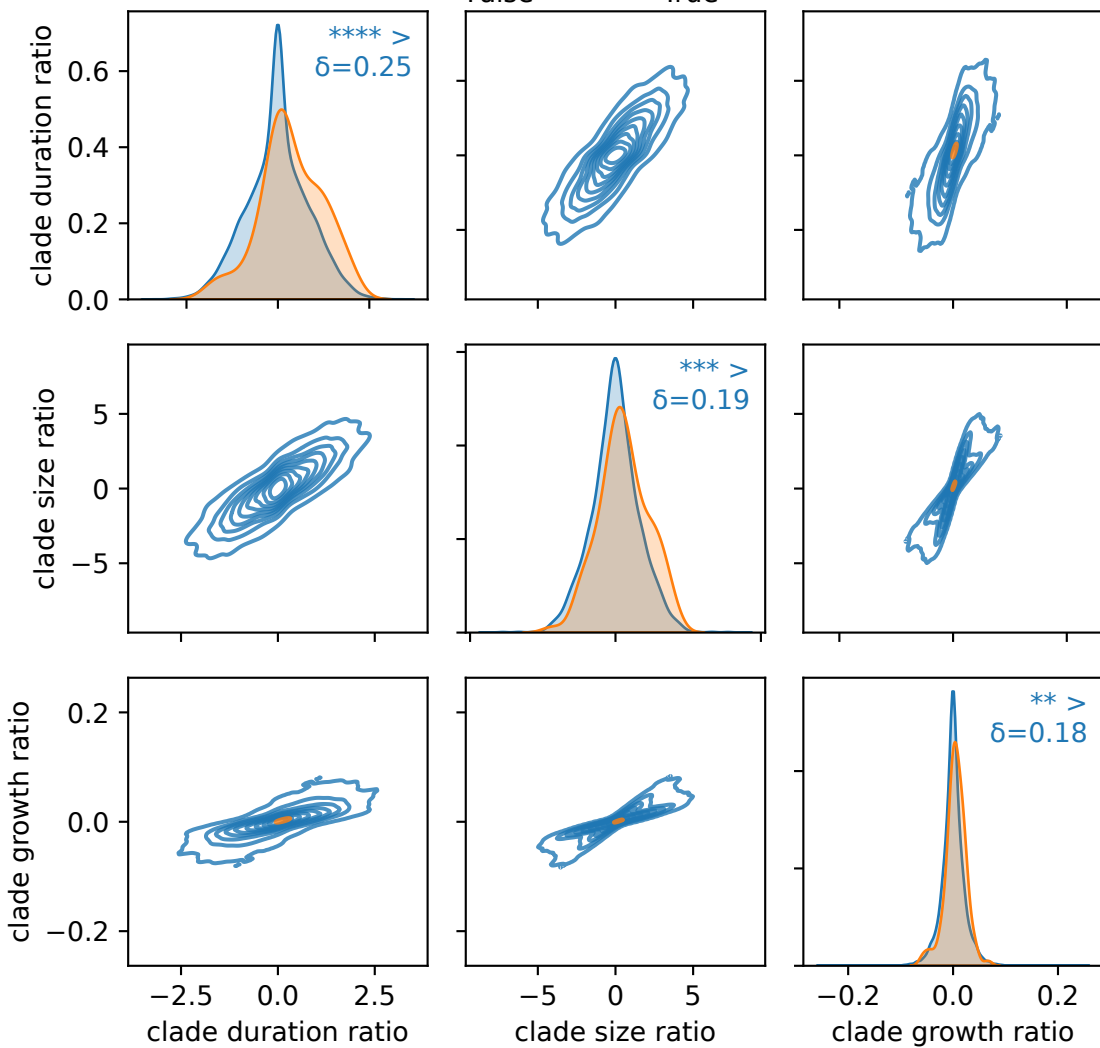 **** >
δ=0.25
clade duration ratio
0.6
0.4
0.2
0.0
*** >
δ=0.19
clade size ratio
5
0
−5
** >
δ=0.18
clade growth ratio
0.2
0.0
−0.2
−2.5 0.0 2.5 −5 0 5 −0.2 0.0 0.2
clade duration ratio clade size ratio clade growth ratio